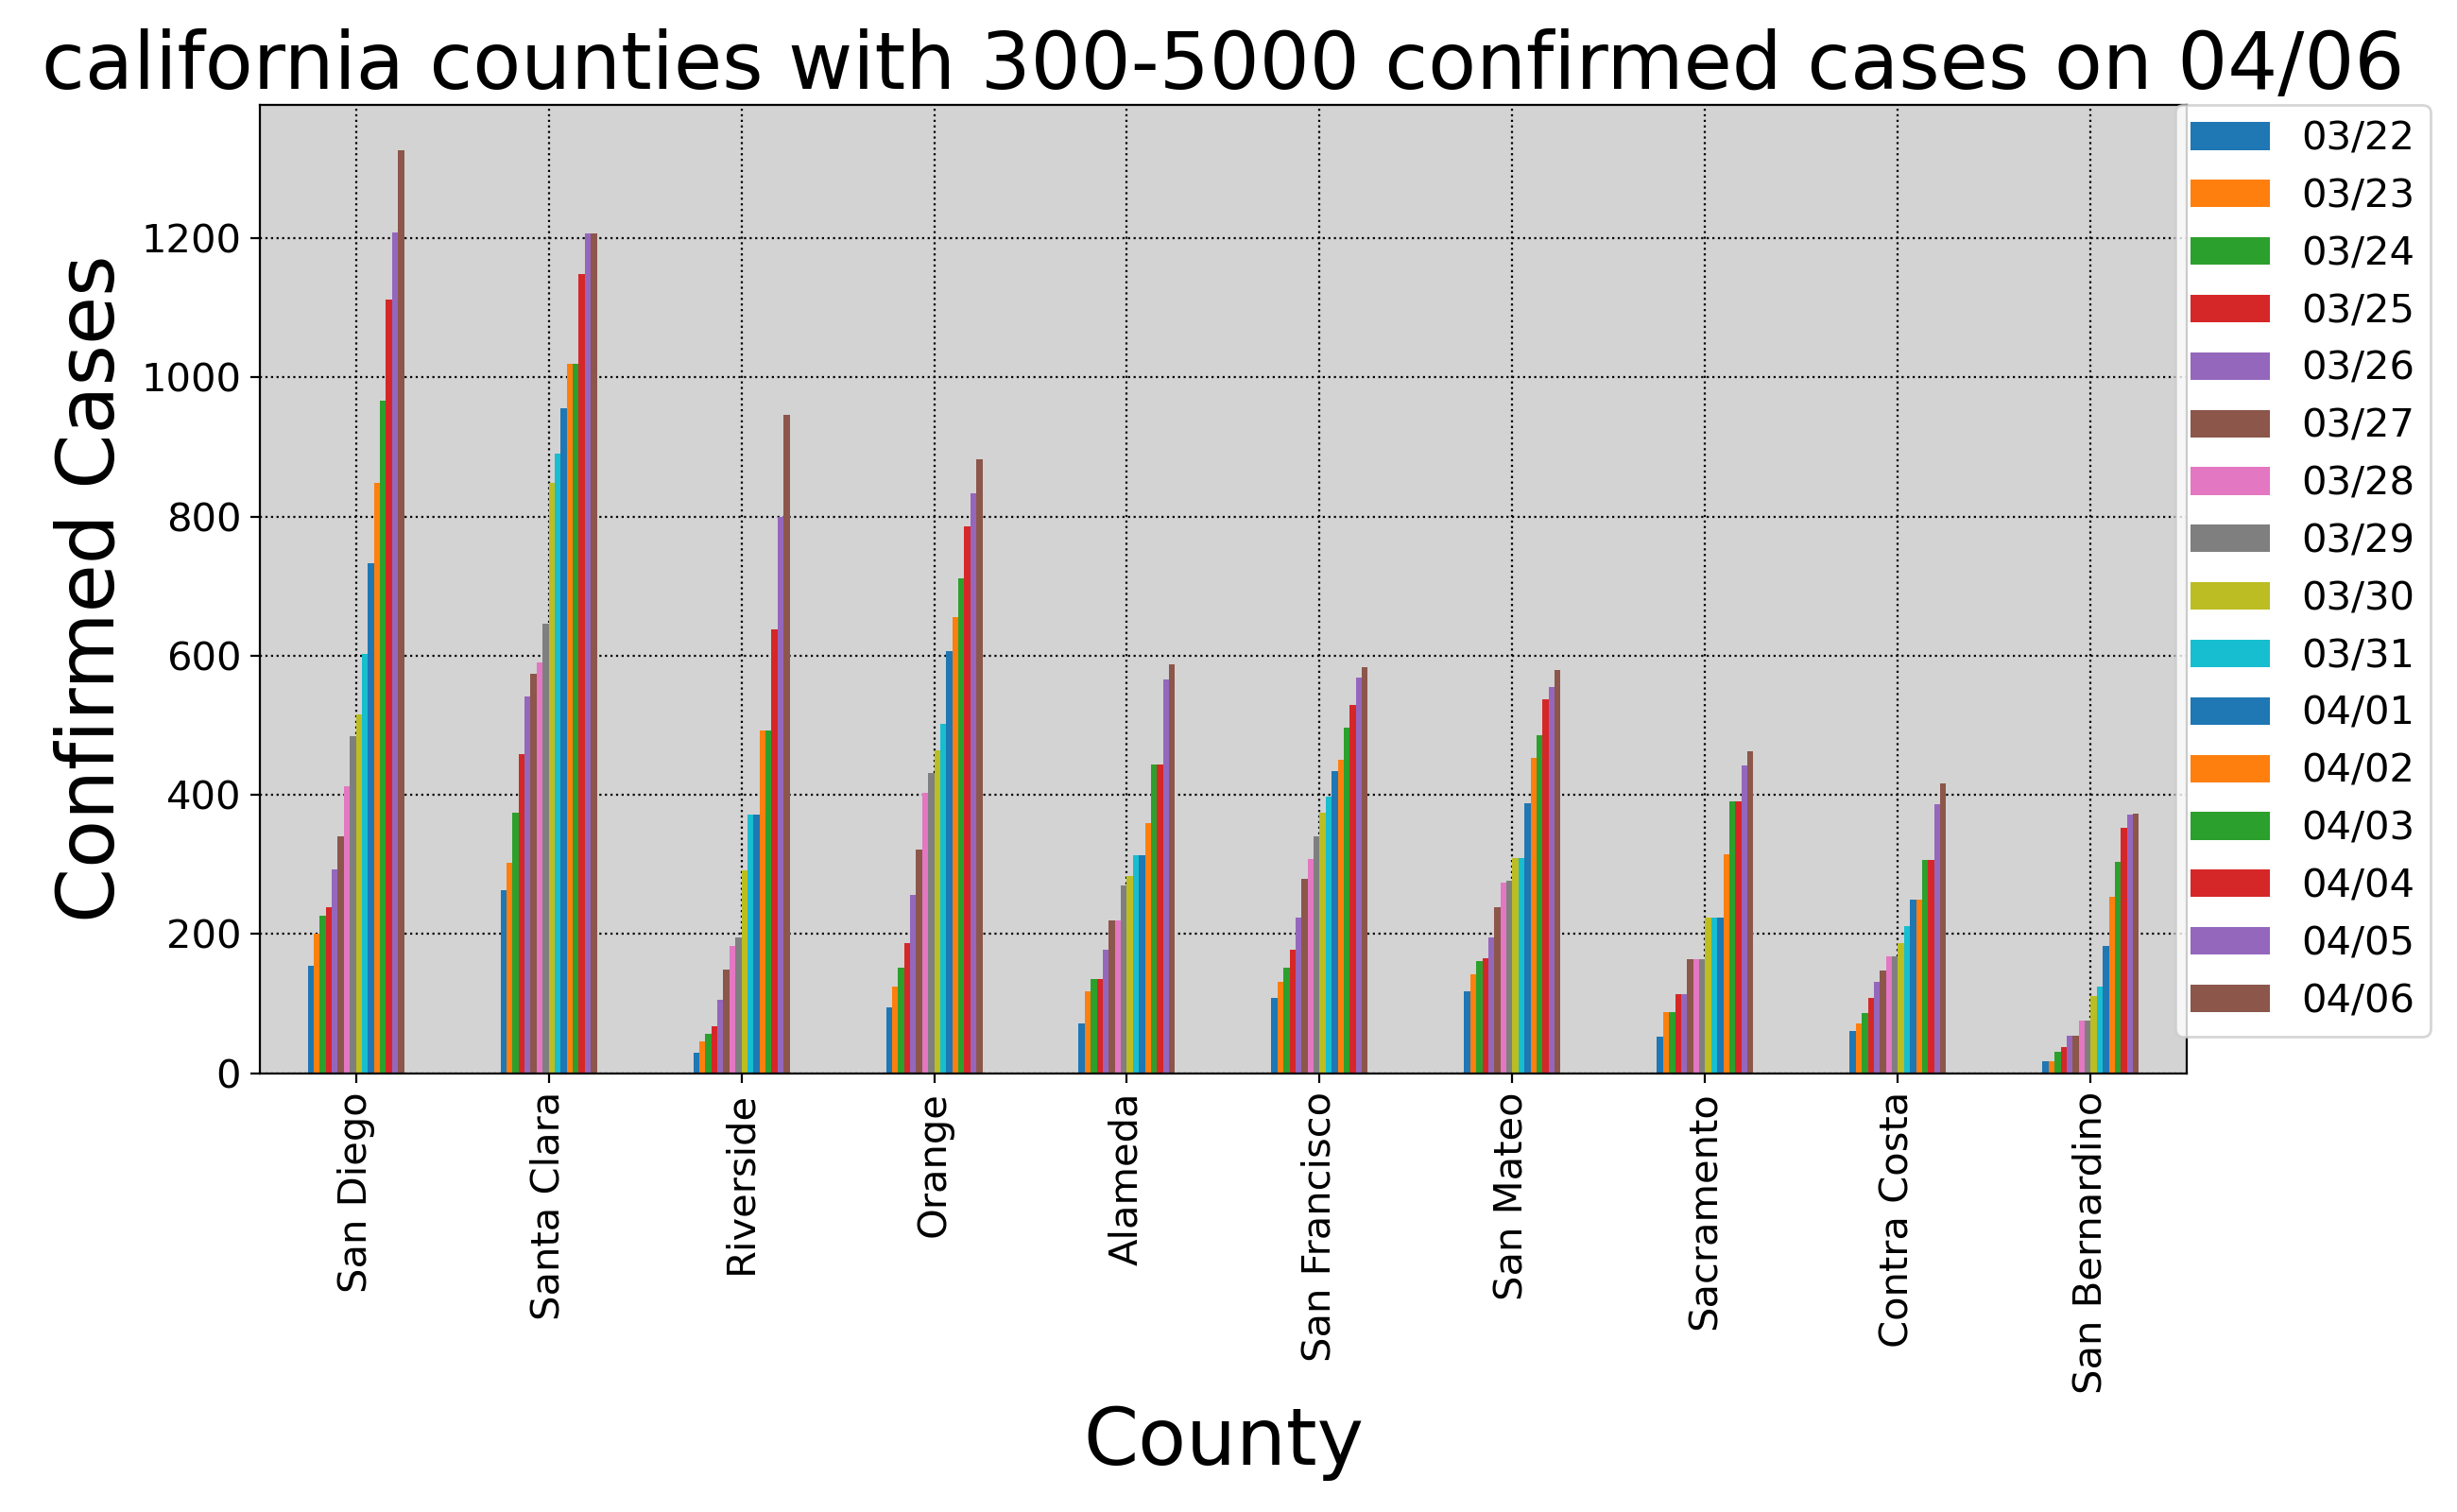 california counties with 300-5000 confirmed cases on 04/06
Confirmed Cases
1200
1000
800
600
400
200
0
03/22
03/23
03/24
03/25
03/26
03/27
03/28
03/29
03/30
03/31
04/01
04/02
04/03
04/04
04/05
04/06
San Diego
Santa Clara
Riverside
Orange
Alameda
San Francisco
San Mateo
Sacramento
Contra Costa
San Bernardino
County